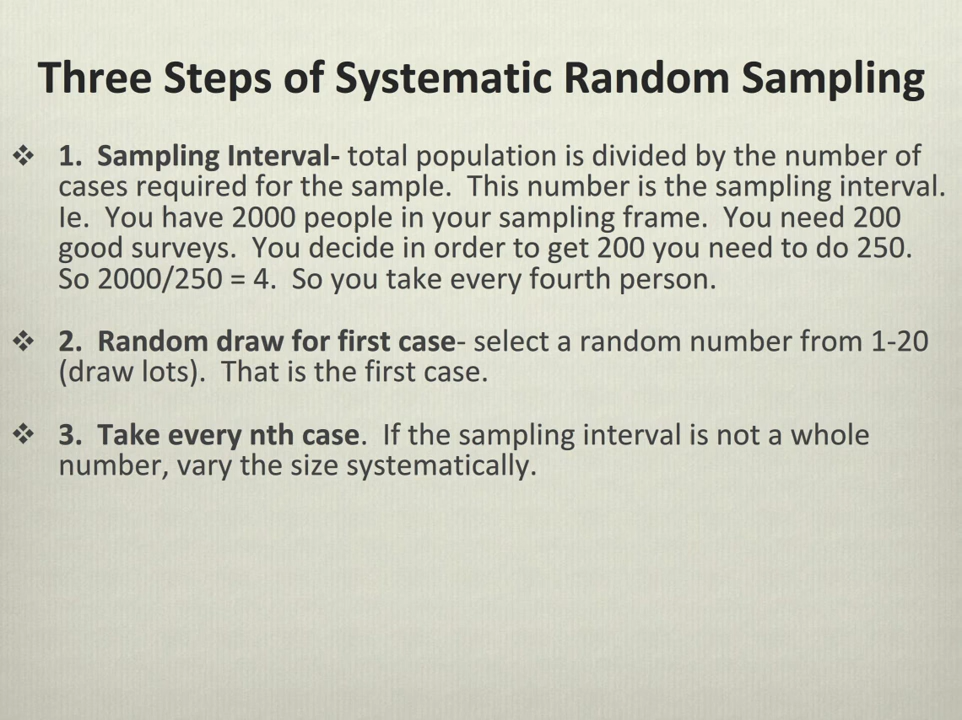 Three Steps of Systematic Random Sampling
❖ 1.  Sampling Interval- total population is divided by the number of
cases required for the sample.  This number is the sampling interval.
Ie.  You have 2000 people in your sampling frame.  You need 200
good surveys.  You decide in order to get 200 you need to do 250.
So 2000/250 = 4.  So you take every fourth person.
❖ 2.  Random draw for first case- select a random number from 1-20
(draw lots).  That is the first case.
❖ 3.  Take every nth case.  If the sampling interval is not a whole
number, vary the size systematically.